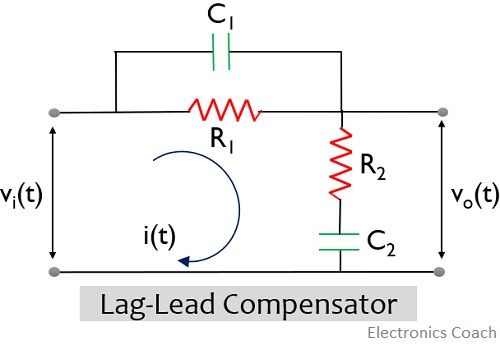 C₁
R₁
R₂
vᵢ(t)
vₒ(t)
i(t)
C₂
Lag-Lead Compensator
Electronics Coach